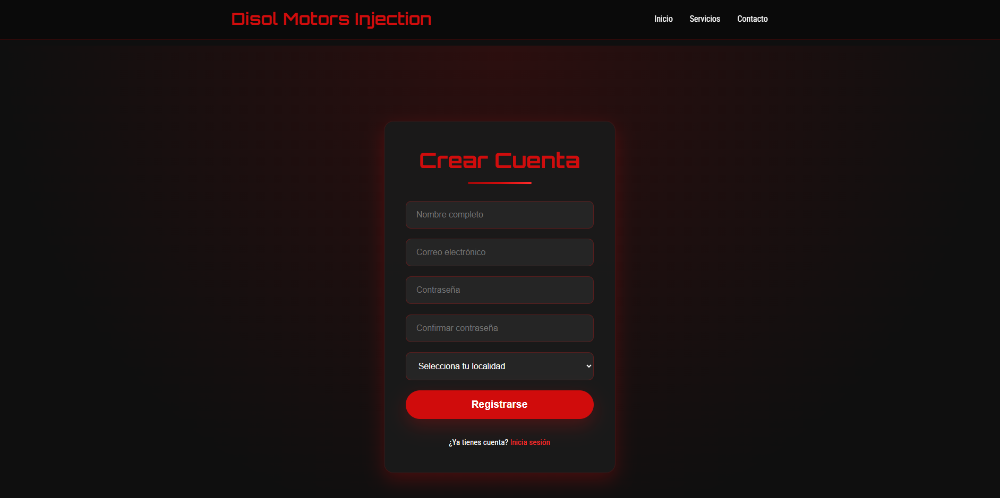 Disol Motors Injection
Inicio Servicios Contacto
Crear Cuenta
Nombre completo
Correo electrónico
Contraseña
Confirmar contraseña
Selecciona tu localidad
Registrarse
¿Ya tienes cuenta? Inicia sesión